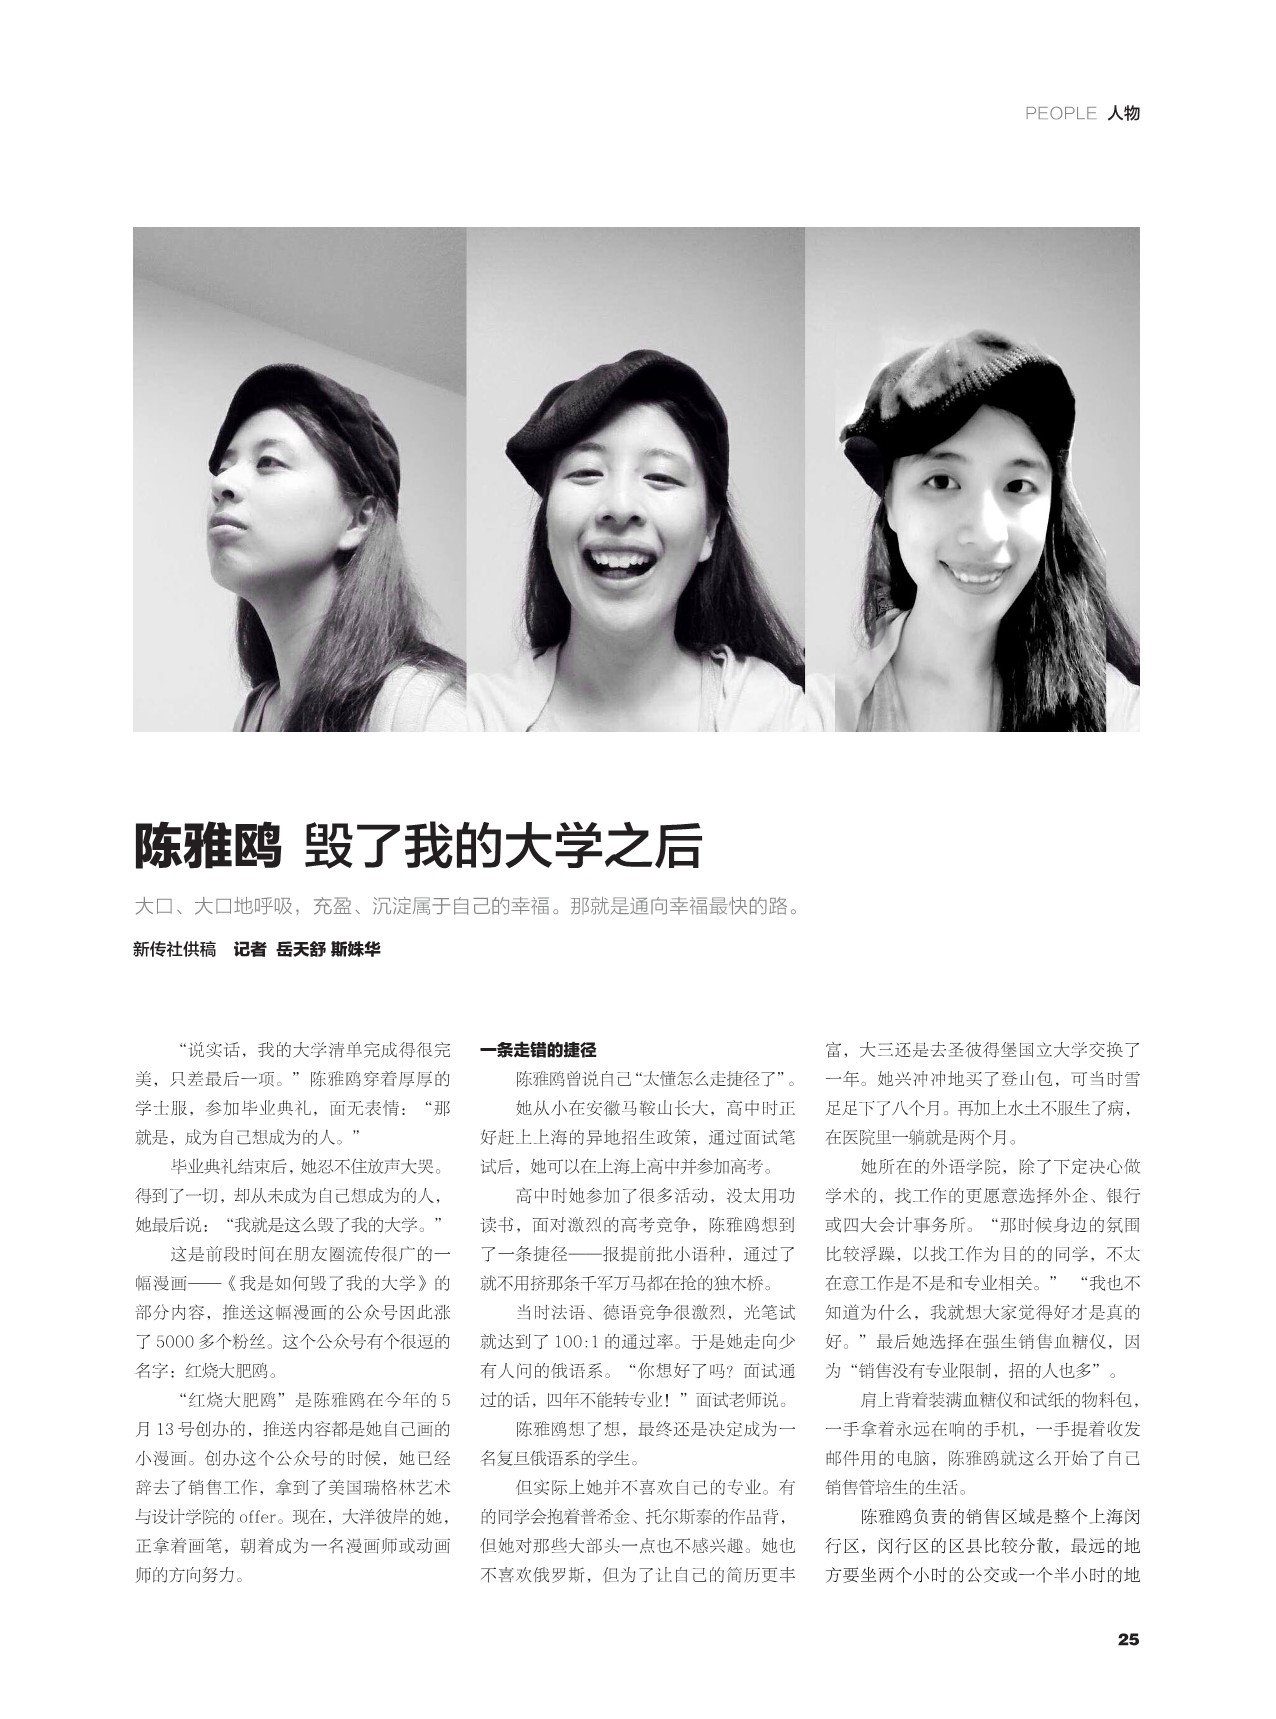 PEOPLE 人物
陈雅鸥 毁了我的大学之后
大口、大口地呼吸，充盈、沉淀属于自己的幸福。那就是通向幸福最快的路。
新传社供稿 记者 岳天舒 斯姝华
“说实话，我的大学清单完成得很完
美，只差最后一项。”陈雅鸥穿着厚厚的
学士服，参加毕业典礼，面无表情：“那
就是，成为自己想成为的人。”
毕业典礼结束后，她忍不住放声大哭。
得到了一切，却从未成为自己想成为的人，
她最后说：“我就是这么毁了我的大学。”
这是前段时间在朋友圈流传很广的一
幅漫画——《我是如何毁了我的大学》的
部分内容，推送这幅漫画的公众号因此涨
了 5000 多个粉丝。这个公众号有个很逗的
名字：红烧大肥鸥。
“红烧大肥鸥”是陈雅鸥在今年的 5
月 13 号创办的，推送内容都是她自己画的
小漫画。创办这个公众号的时候，她已经
辞去了销售工作，拿到了美国瑞格林艺术
与设计学院的 offer。现在，大洋彼岸的她，
正拿着画笔，朝着成为一名漫画师或动画
师的方向努力。
一条走错的捷径
陈雅鸥曾说自己“太懂怎么走捷径了”。
她从小在安徽马鞍山长大，高中时正
好赶上上海的异地招生政策，通过面试笔
试后，她可以在上海上高中并参加高考。
高中时她参加了很多活动，没太用功
读书，面对激烈的高考竞争，陈雅鸥想到
了一条捷径——报提前批小语种，通过了
就不用挤那条千军万马都在抢的独木桥。
当时法语、德语竞争很激烈，光笔试
就达到了 100:1 的通过率。于是她走向少
有人问的俄语系。“你想好了吗？面试通
过的话，四年不能转专业！”面试老师说。
陈雅鸥想了想，最终还是决定成为一
名复旦俄语系的学生。
但实际上她并不喜欢自己的专业。有
的同学会抱着普希金、托尔斯泰的作品背，
但她对那些大部头一点也不感兴趣。她也
不喜欢俄罗斯，但为了让自己的简历更丰
富，大三还是去圣彼得堡国立大学交换了
一年。她兴冲冲地买了登山包，可当时雪
足足下了八个月。再加上水土不服生了病，
在医院里一躺就是两个月。
她所在的外语学院，除了下定决心做
学术的，找工作的更愿意选择外企、银行
或四大会计事务所。“那时候身边的氛围
比较浮躁，以找工作为目的的同学，不太
在意工作是不是和专业相关。”“我也不
知道为什么，我就想大家觉得好才是真的
好。”最后她选择在强生销售血糖仪，因
为“销售没有专业限制，招的人也多”。
肩上背着装满血糖仪和试纸的物料包，
一手拿着永远在响的手机，一手提着收发
邮件用的电脑，陈雅鸥就这么开始了自己
销售管培生的生活。
陈雅鸥负责的销售区域是整个上海闵
行区，闵行区的区县比较分散，最远的地
方要坐两个小时的公交或一个半小时的地
25